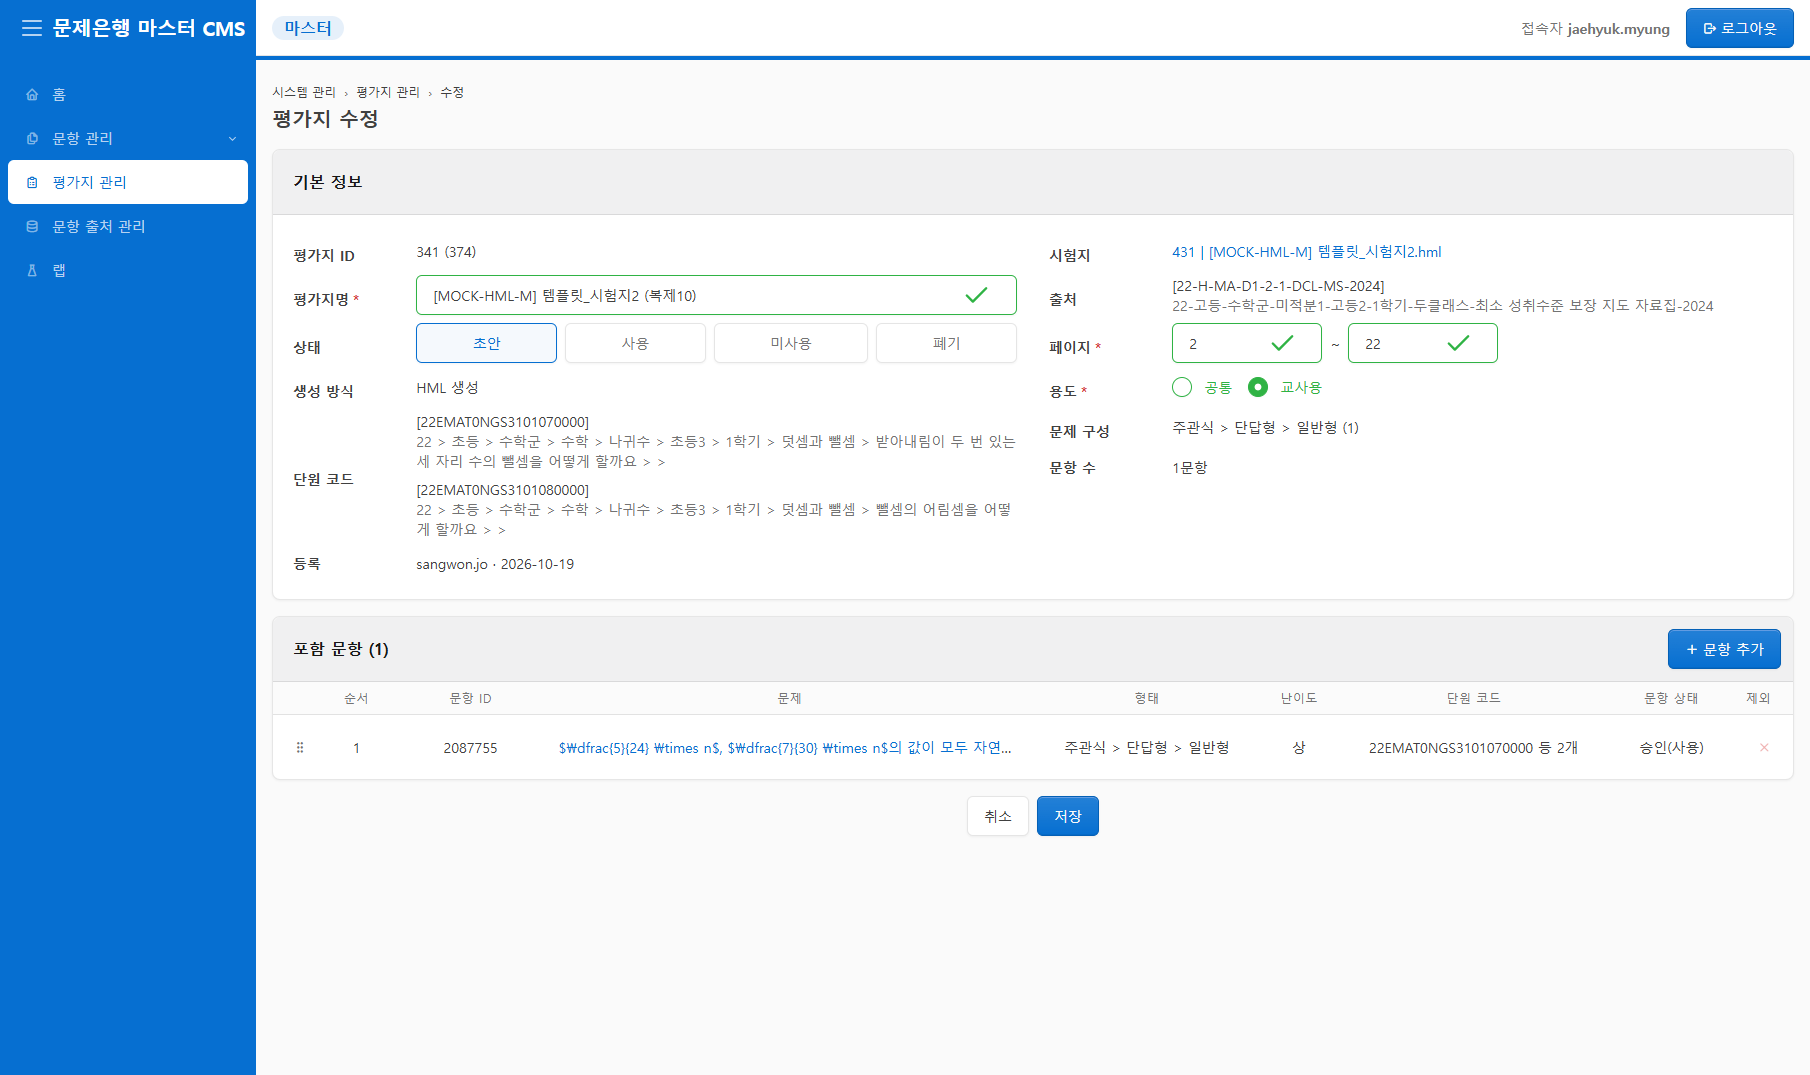 문제은행 마스터 CMS
마스터
접속자 jaehyuk.myung
로그아웃
홈
문항 관리
평가지 관리
문항 출처 관리
랩
시스템 관리 › 평가지 관리 › 수정
평가지 수정
기본 정보
평가지 ID
341 (374)
평가지명 *
[MOCK-HML-M] 템플릿_시험지2 (복제10)
상태
초안
사용
미사용
폐기
생성 방식
HML 생성
단원 코드
[22EMAT0NGS3101070000]
22 > 초등 > 수학군 > 수학 > 나귀수 > 초등3 > 1학기 > 덧셈과 뺄셈 > 받아내림이 두 번 있는
세 자리 수의 뺄셈을 어떻게 할까요 > >
[22EMAT0NGS3101080000]
22 > 초등 > 수학군 > 수학 > 나귀수 > 초등3 > 1학기 > 덧셈과 뺄셈 > 뺄셈의 어림셈을 어떻
게 할까요 > >
등록
sangwon.jo · 2026-10-19
시험지
431 | [MOCK-HML-M] 템플릿_시험지2.hml
출처
[22-H-MA-D1-2-1-DCL-MS-2024]
22-고등-수학군-미적분1-고등2-1학기-두클래스-최소 성취수준 보장 지도 자료집-2024
페이지 *
2 ~ 22
용도 *
공통
교사용
문제 구성
주관식 > 단답형 > 일반형 (1)
문항 수
1문항
포함 문항 (1)
+ 문항 추가
순서 문항 ID 문제 형태 난이도 단원 코드 문항 상태 제외
1 2087755 $₩dfrac{5}{24} ₩times n$, $₩dfrac{7}{30} ₩times n$의 값이 모두 자연... 주관식 > 단답형 > 일반형 상 22EMAT0NGS3101070000 등 2개 승인(사용) ×
취소
저장